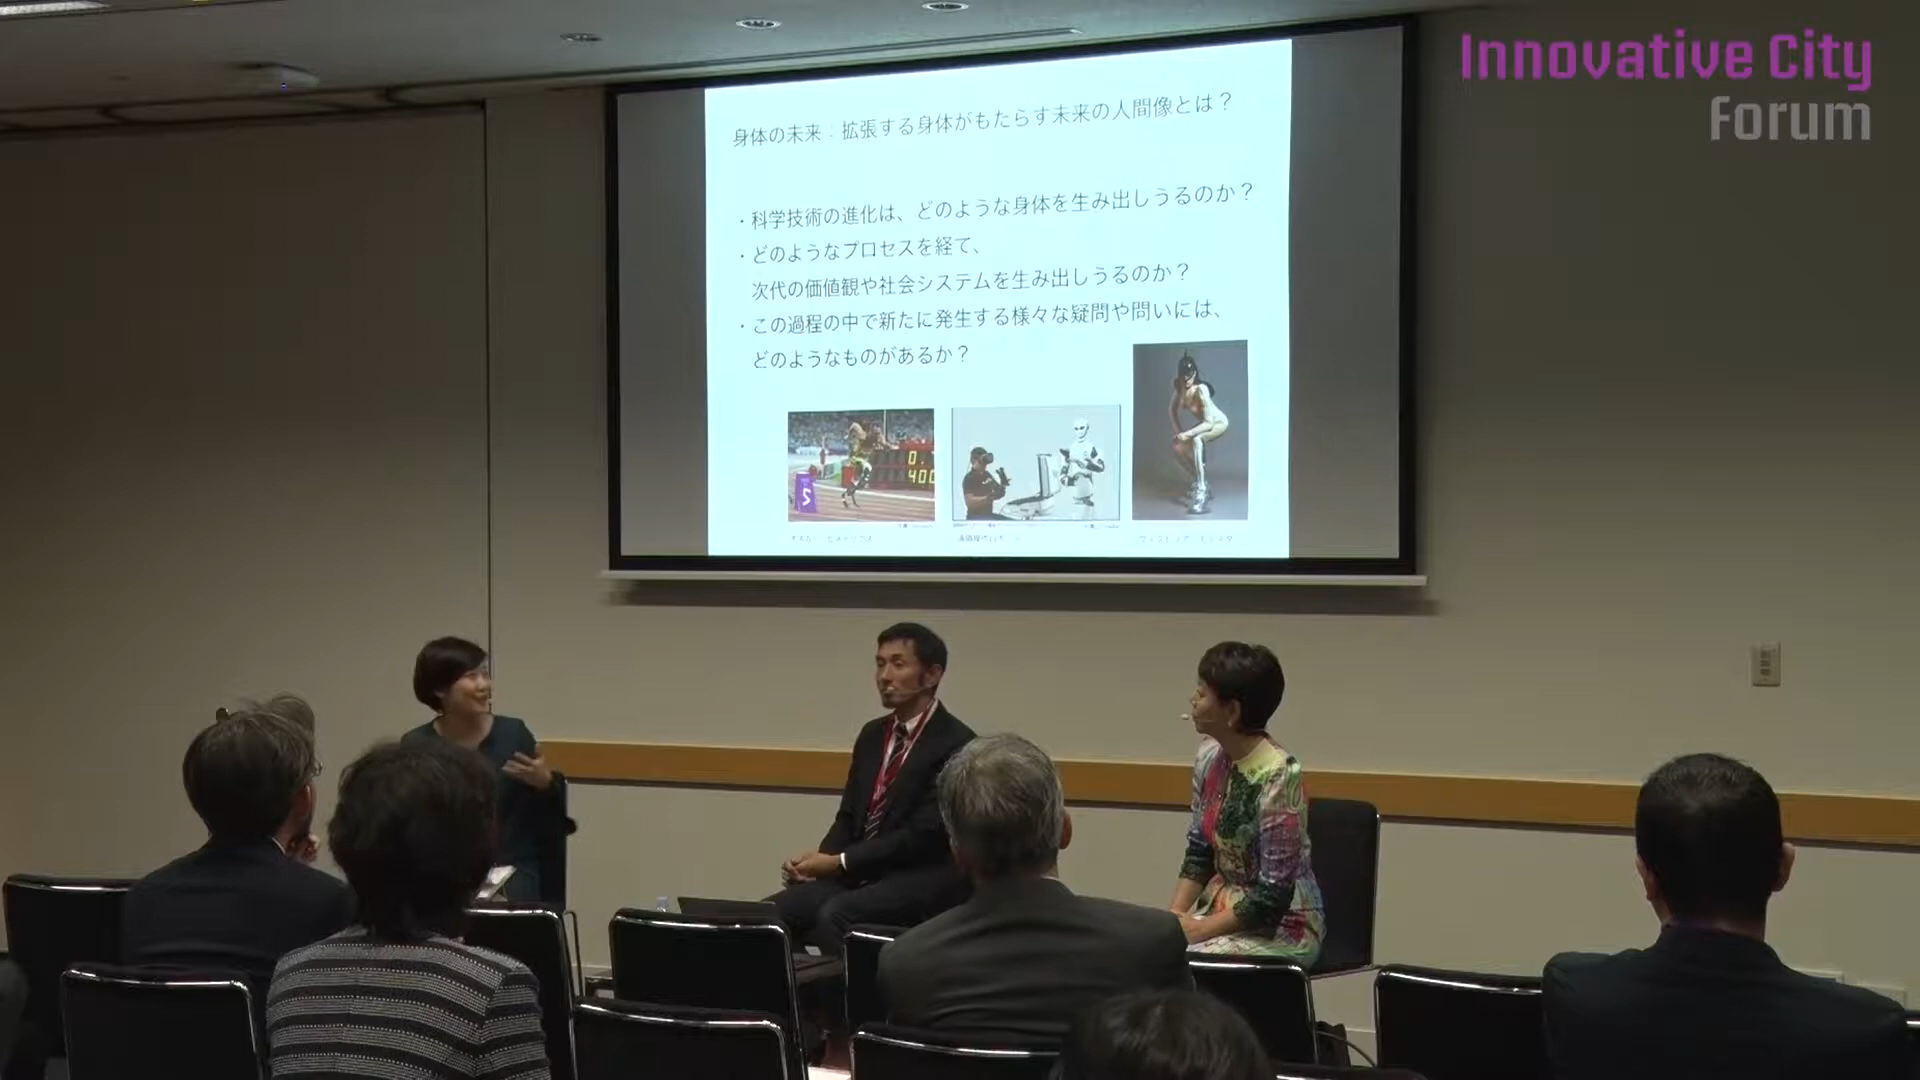 Innovative City
Forum
身体の未来：拡張する身体がもたらす未来の人間像とは？
・科学技術の進化は、どのような身体を生み出しうるのか？
・どのようなプロセスを経て、
次代の価値観や社会システムを生み出しうるのか？
・この過程の中で新たに発生する様々な疑問や問いには、
どのようなものがあるか？
0.
400
5